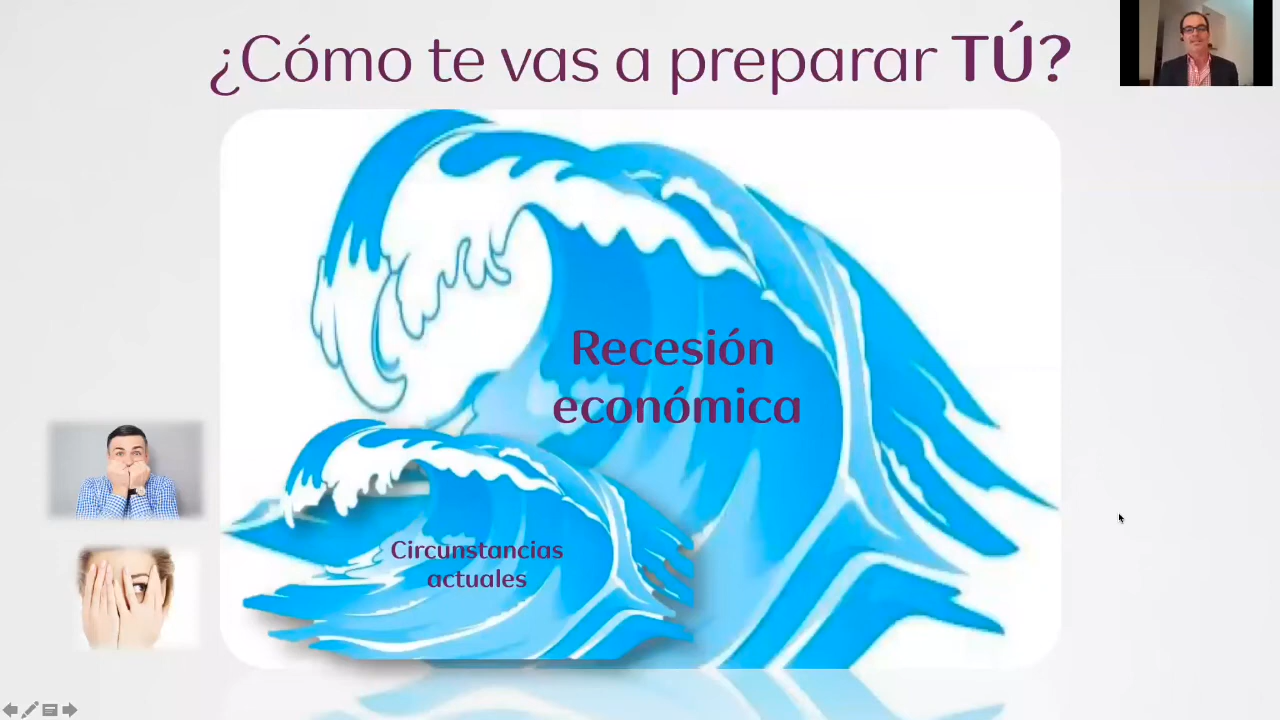 ¿Cómo te vas a preparar TÚ?
Recesión
económica
Circunstancias
actuales